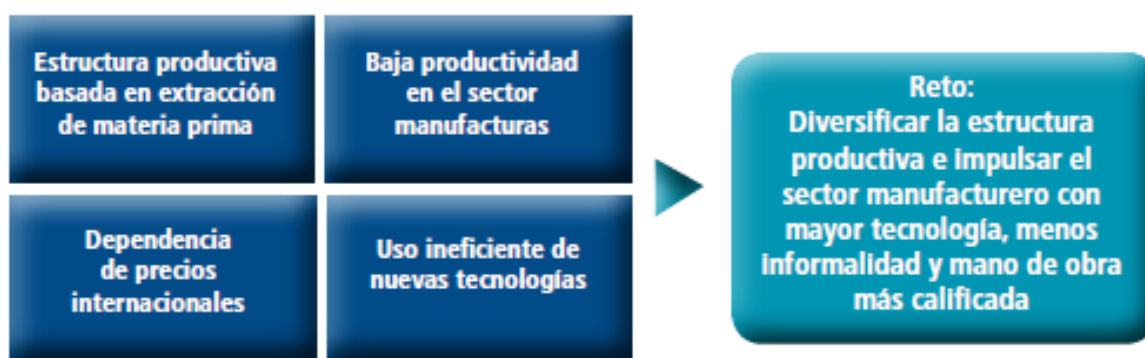 Estructura productiva
basada en extracción
de materia prima
Baja productividad
en el sector
manufacturas
Dependencia
de precios
internacionales
Uso ineficiente de
nuevas tecnologías
Reto:
Diversificar la estructura
productiva e impulsar el
sector manufacturero con
mayor tecnología, menos
informalidad y mano de obra
más calificada